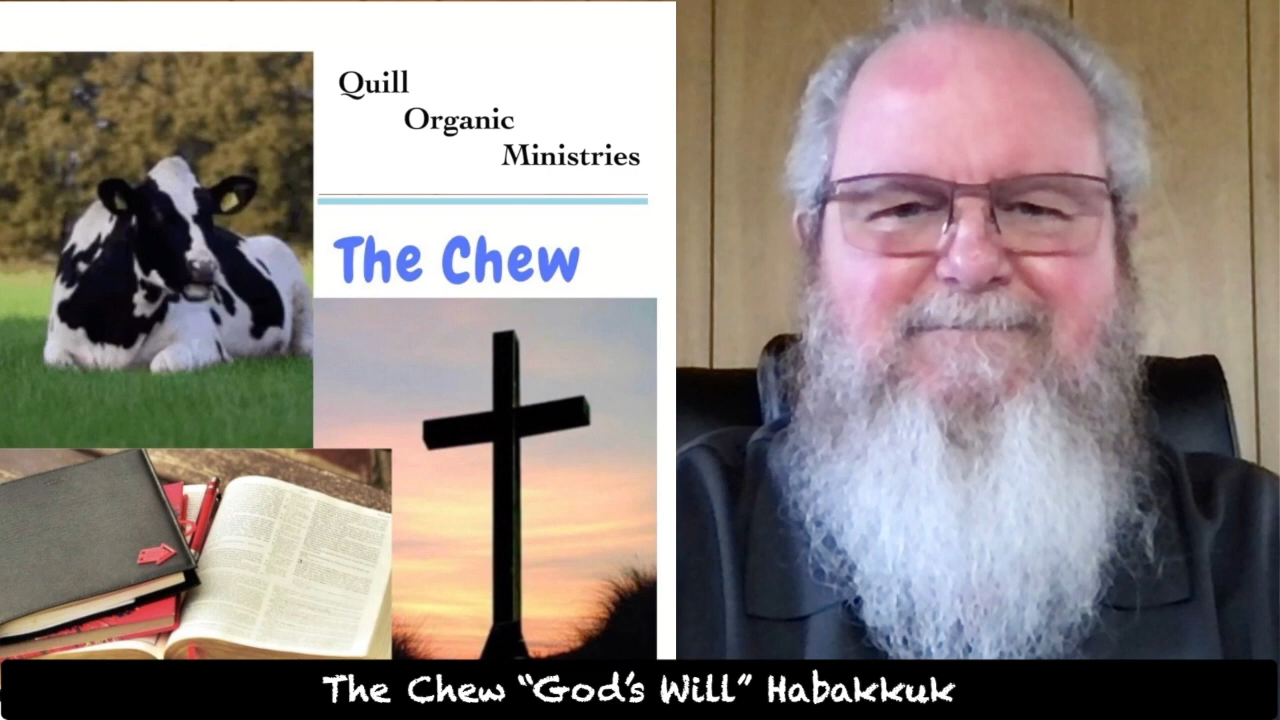 Quill
Organic
Ministries
The Chew
The Chew “God’s Will” Habakkuk